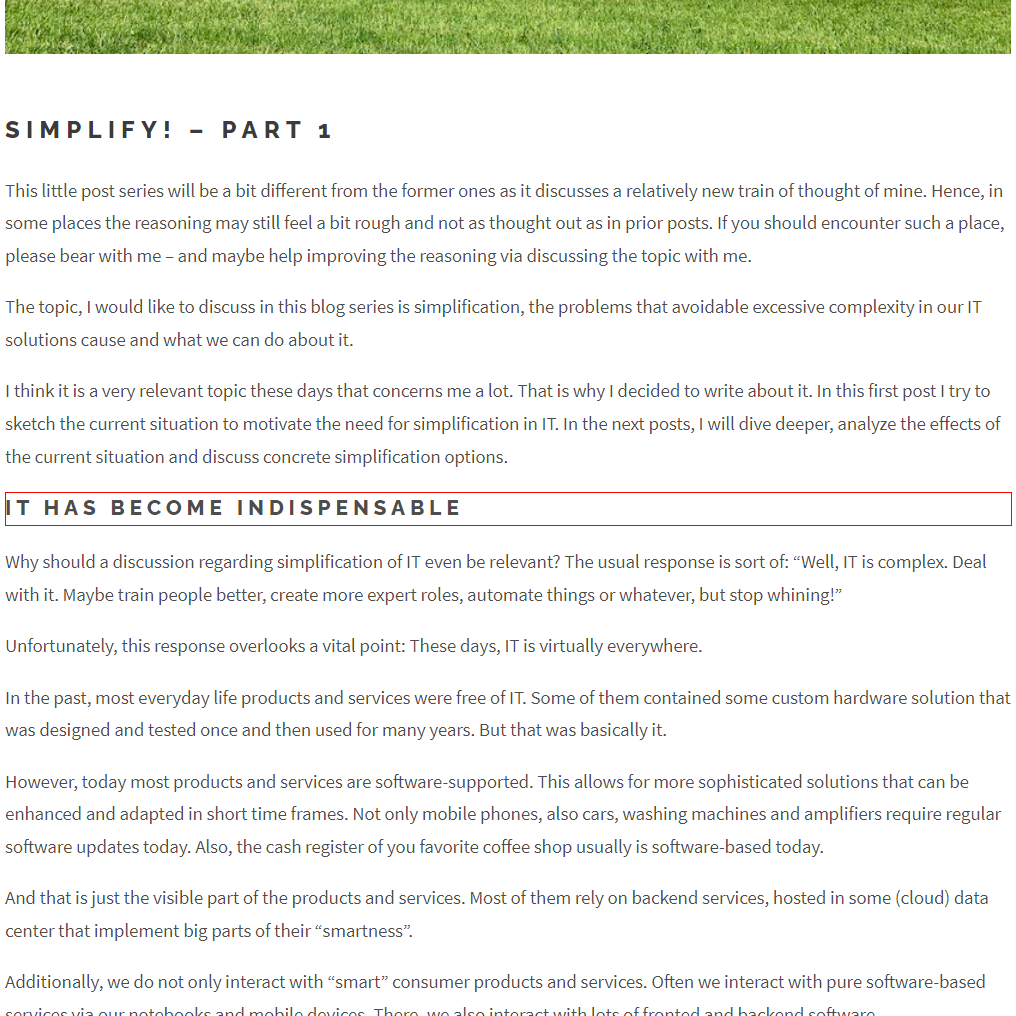 SIMPLIFY! – PART 1
This little post series will be a bit different from the former ones as it discusses a relatively new train of thought of mine. Hence, in
some places the reasoning may still feel a bit rough and not as thought out as in prior posts. If you should encounter such a place,
please bear with me – and maybe help improving the reasoning via discussing the topic with me.
The topic, I would like to discuss in this blog series is simplification, the problems that avoidable excessive complexity in our IT
solutions cause and what we can do about it.
I think it is a very relevant topic these days that concerns me a lot. That is why I decided to write about it. In this first post I try to
sketch the current situation to motivate the need for simplification in IT. In the next posts, I will dive deeper, analyze the effects of
the current situation and discuss concrete simplification options.
IT HAS BECOME INDISPENSABLE
Why should a discussion regarding simplification of IT even be relevant? The usual response is sort of: “Well, IT is complex. Deal
with it. Maybe train people better, create more expert roles, automate things or whatever, but stop whining!”
Unfortunately, this response overlooks a vital point: These days, IT is virtually everywhere.
In the past, most everyday life products and services were free of IT. Some of them contained some custom hardware solution that
was designed and tested once and then used for many years. But that was basically it.
However, today most products and services are software-supported. This allows for more sophisticated solutions that can be
enhanced and adapted in short time frames. Not only mobile phones, also cars, washing machines and amplifiers require regular
software updates today. Also, the cash register of you favorite coffee shop usually is software-based today.
And that is just the visible part of the products and services. Most of them rely on backend services, hosted in some (cloud) data
center that implement big parts of their “smartness”.
Additionally, we do not only interact with “smart” consumer products and services. Often we interact with pure software-based
services via our notebooks and mobile devices. There, we also interact with lots of fronted and backend software